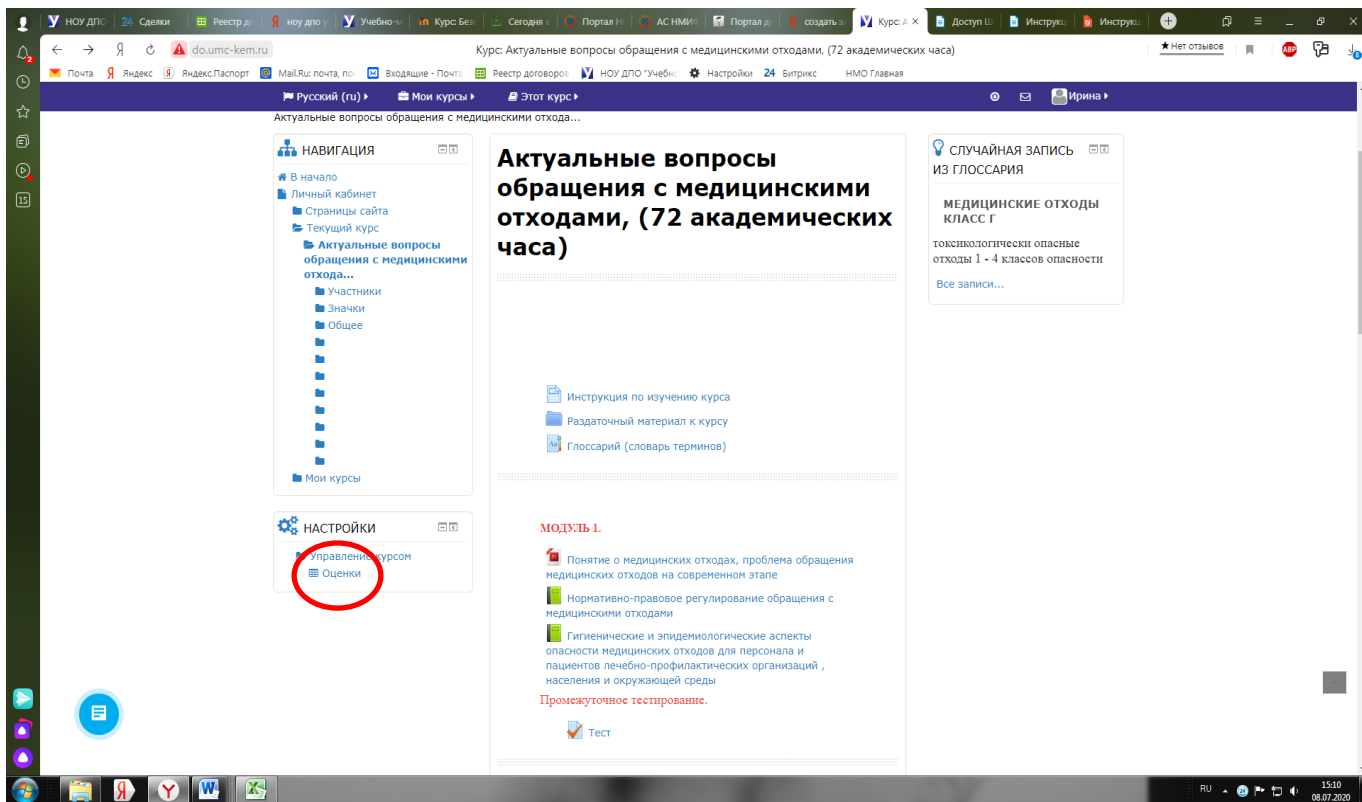 НОУ ДПО
24 Сделки
Реестр до
ноу дпо у
Учебно-м
Курс: Без
Сегодня в
Портал Н
АС НМИФ
Портал д
создать э
Курс: А
Доступ Ш
Инструкц
Инструкц
do.umc-kem.ru
Курс: Актуальные вопросы обращения с медицинскими отходами, (72 академических часа)
★ Нет отзывов
ABP
Почта
Яндекс
Яндекс.Паспорт
Mail.Ru: почта, пои
Входящие - Почта
Реестр договоров
НОУ ДПО "Учебно
Настройки
24 Битрикс
НМО Главная
Русский (ru)
Мои курсы
Этот курс
Ирина
Актуальные вопросы обращения с медицинскими отхода...
НАВИГАЦИЯ
В начало
Личный кабинет
Страницы сайта
Текущий курс
Актуальные вопросы
обращения с медицинскими
отхода...
Участники
Значки
Общее
Мои курсы
НАСТРОЙКИ
Управление курсом
Оценки
Актуальные вопросы
обращения с медицинскими
отходами, (72 академических
часа)
Инструкция по изучению курса
Раздаточный материал к курсу
Глоссарий (словарь терминов)
МОДУЛЬ 1.
Понятие о медицинских отходах, проблема обращения
медицинских отходов на современном этапе
Нормативно-правовое регулирование обращения с
медицинскими отходами
Гигиенические и эпидемиологические аспекты
опасности медицинских отходов для персонала и
пациентов лечебно-профилактических организаций ,
населения и окружающей среды
Промежуточное тестирование.
Тест
СЛУЧАЙНАЯ ЗАПИСЬ
ИЗ ГЛОССАРИЯ
МЕДИЦИНСКИЕ ОТХОДЫ
КЛАСС Г
токсикологически опасные
отходы 1 - 4 классов опасности
Все записи...
15
RU
15:10
08.07.2020